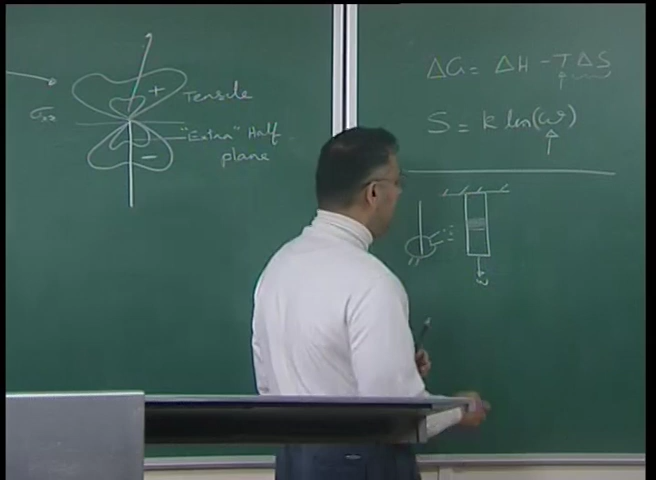 +
Tensile
σxx
"Extra" Half
plane
−
ΔG = ΔH − TΔS
S = k ln(ω)
w